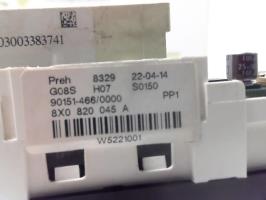 03003383741
Preh 8329 22-04-14
G08S H07 S0150
90151-466/0000 PP1
8X0 820 045 A
W5221001